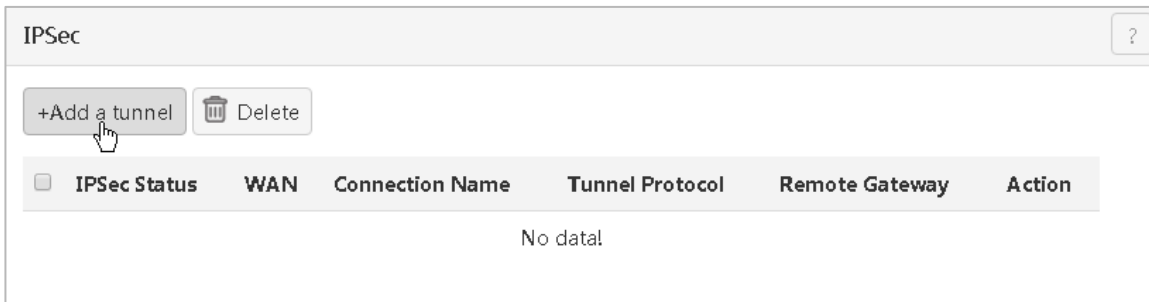 IPSec ?
+Add a tunnel Delete
IPSec Status WAN Connection Name Tunnel Protocol Remote Gateway Action
No data!